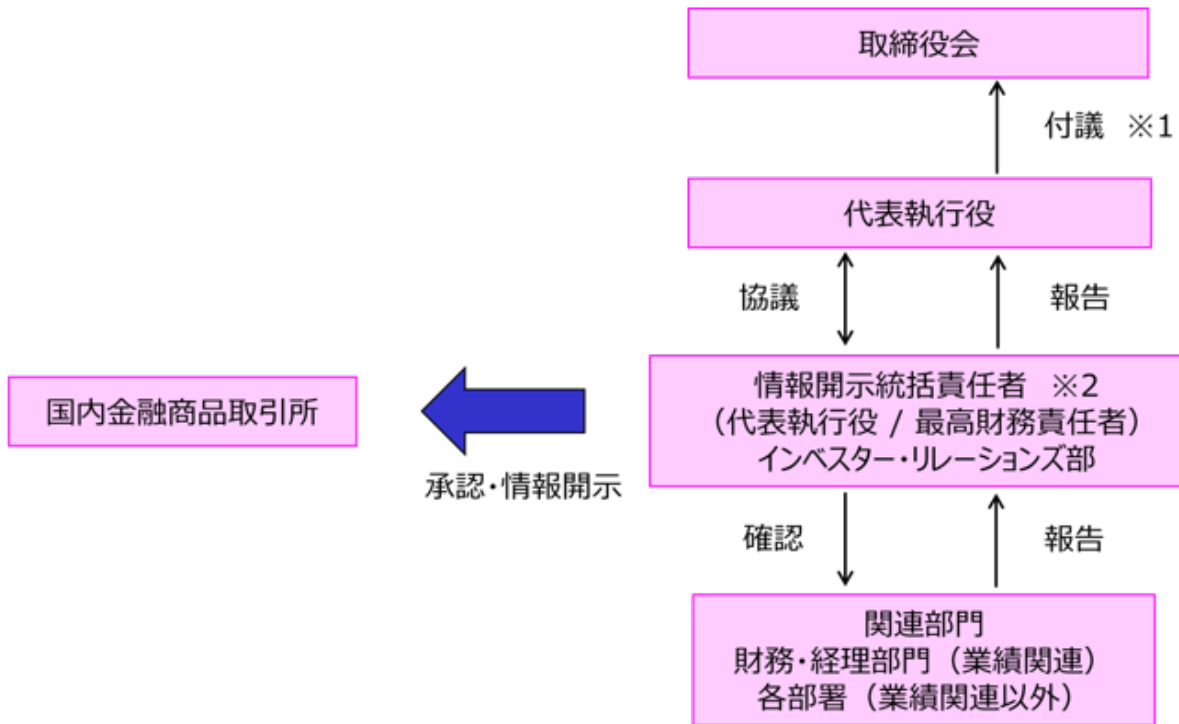 取締役会
付議 ※1
代表執行役
協議
報告
情報開示統括責任者 ※2
（代表執行役 / 最高財務責任者）
インベスター・リレーションズ部
国内金融商品取引所
承認・情報開示
確認
報告
関連部門
財務・経理部門（業績関連）
各部署（業績関連以外）